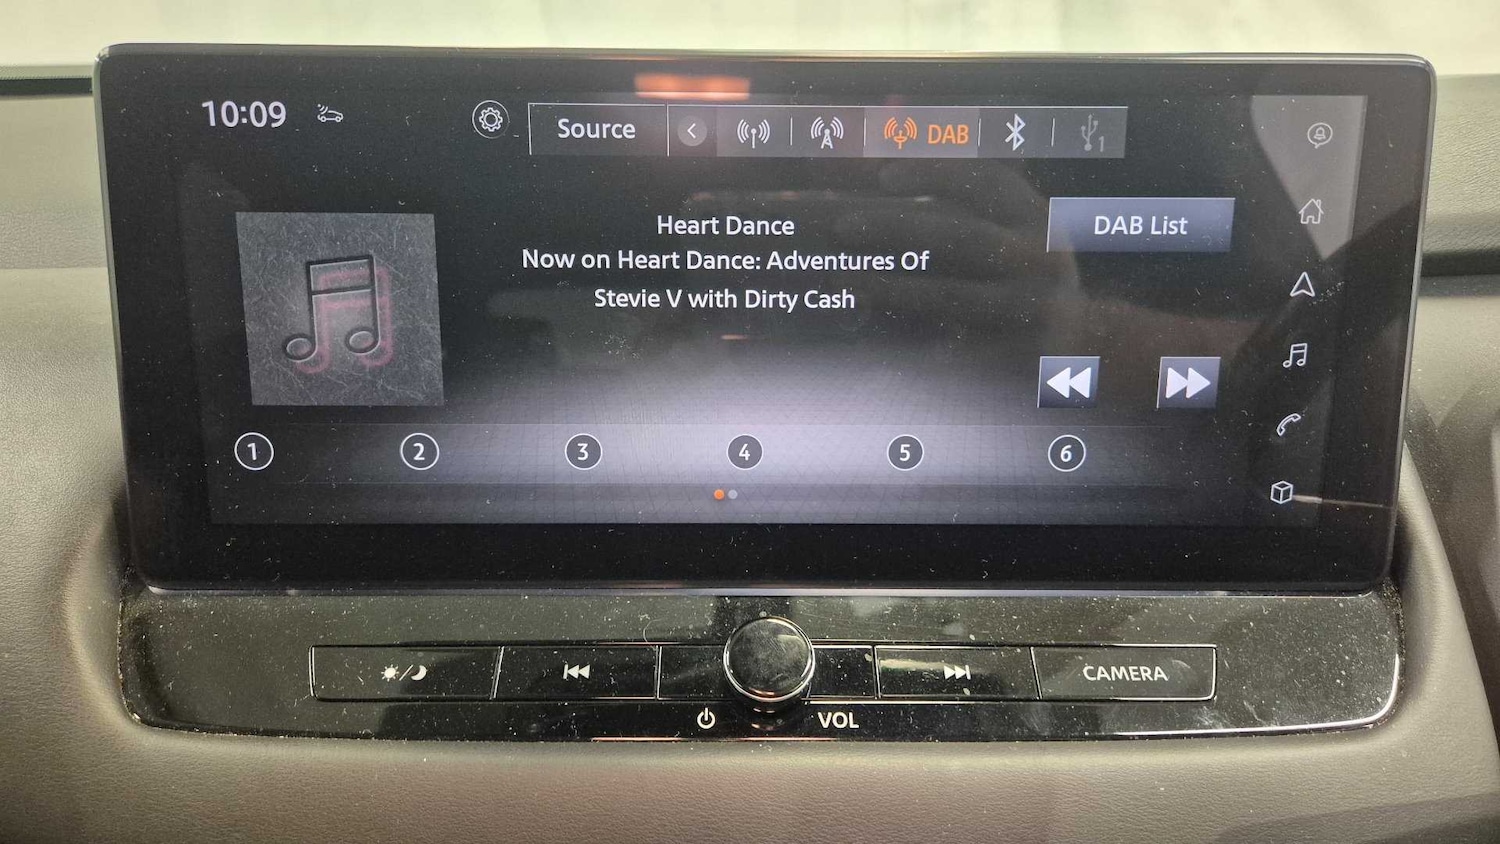 10:09
Source
DAB
1
Heart Dance
DAB List
Now on Heart Dance: Adventures Of
Stevie V with Dirty Cash
1 2 3 4 5 6
CAMERA
VOL